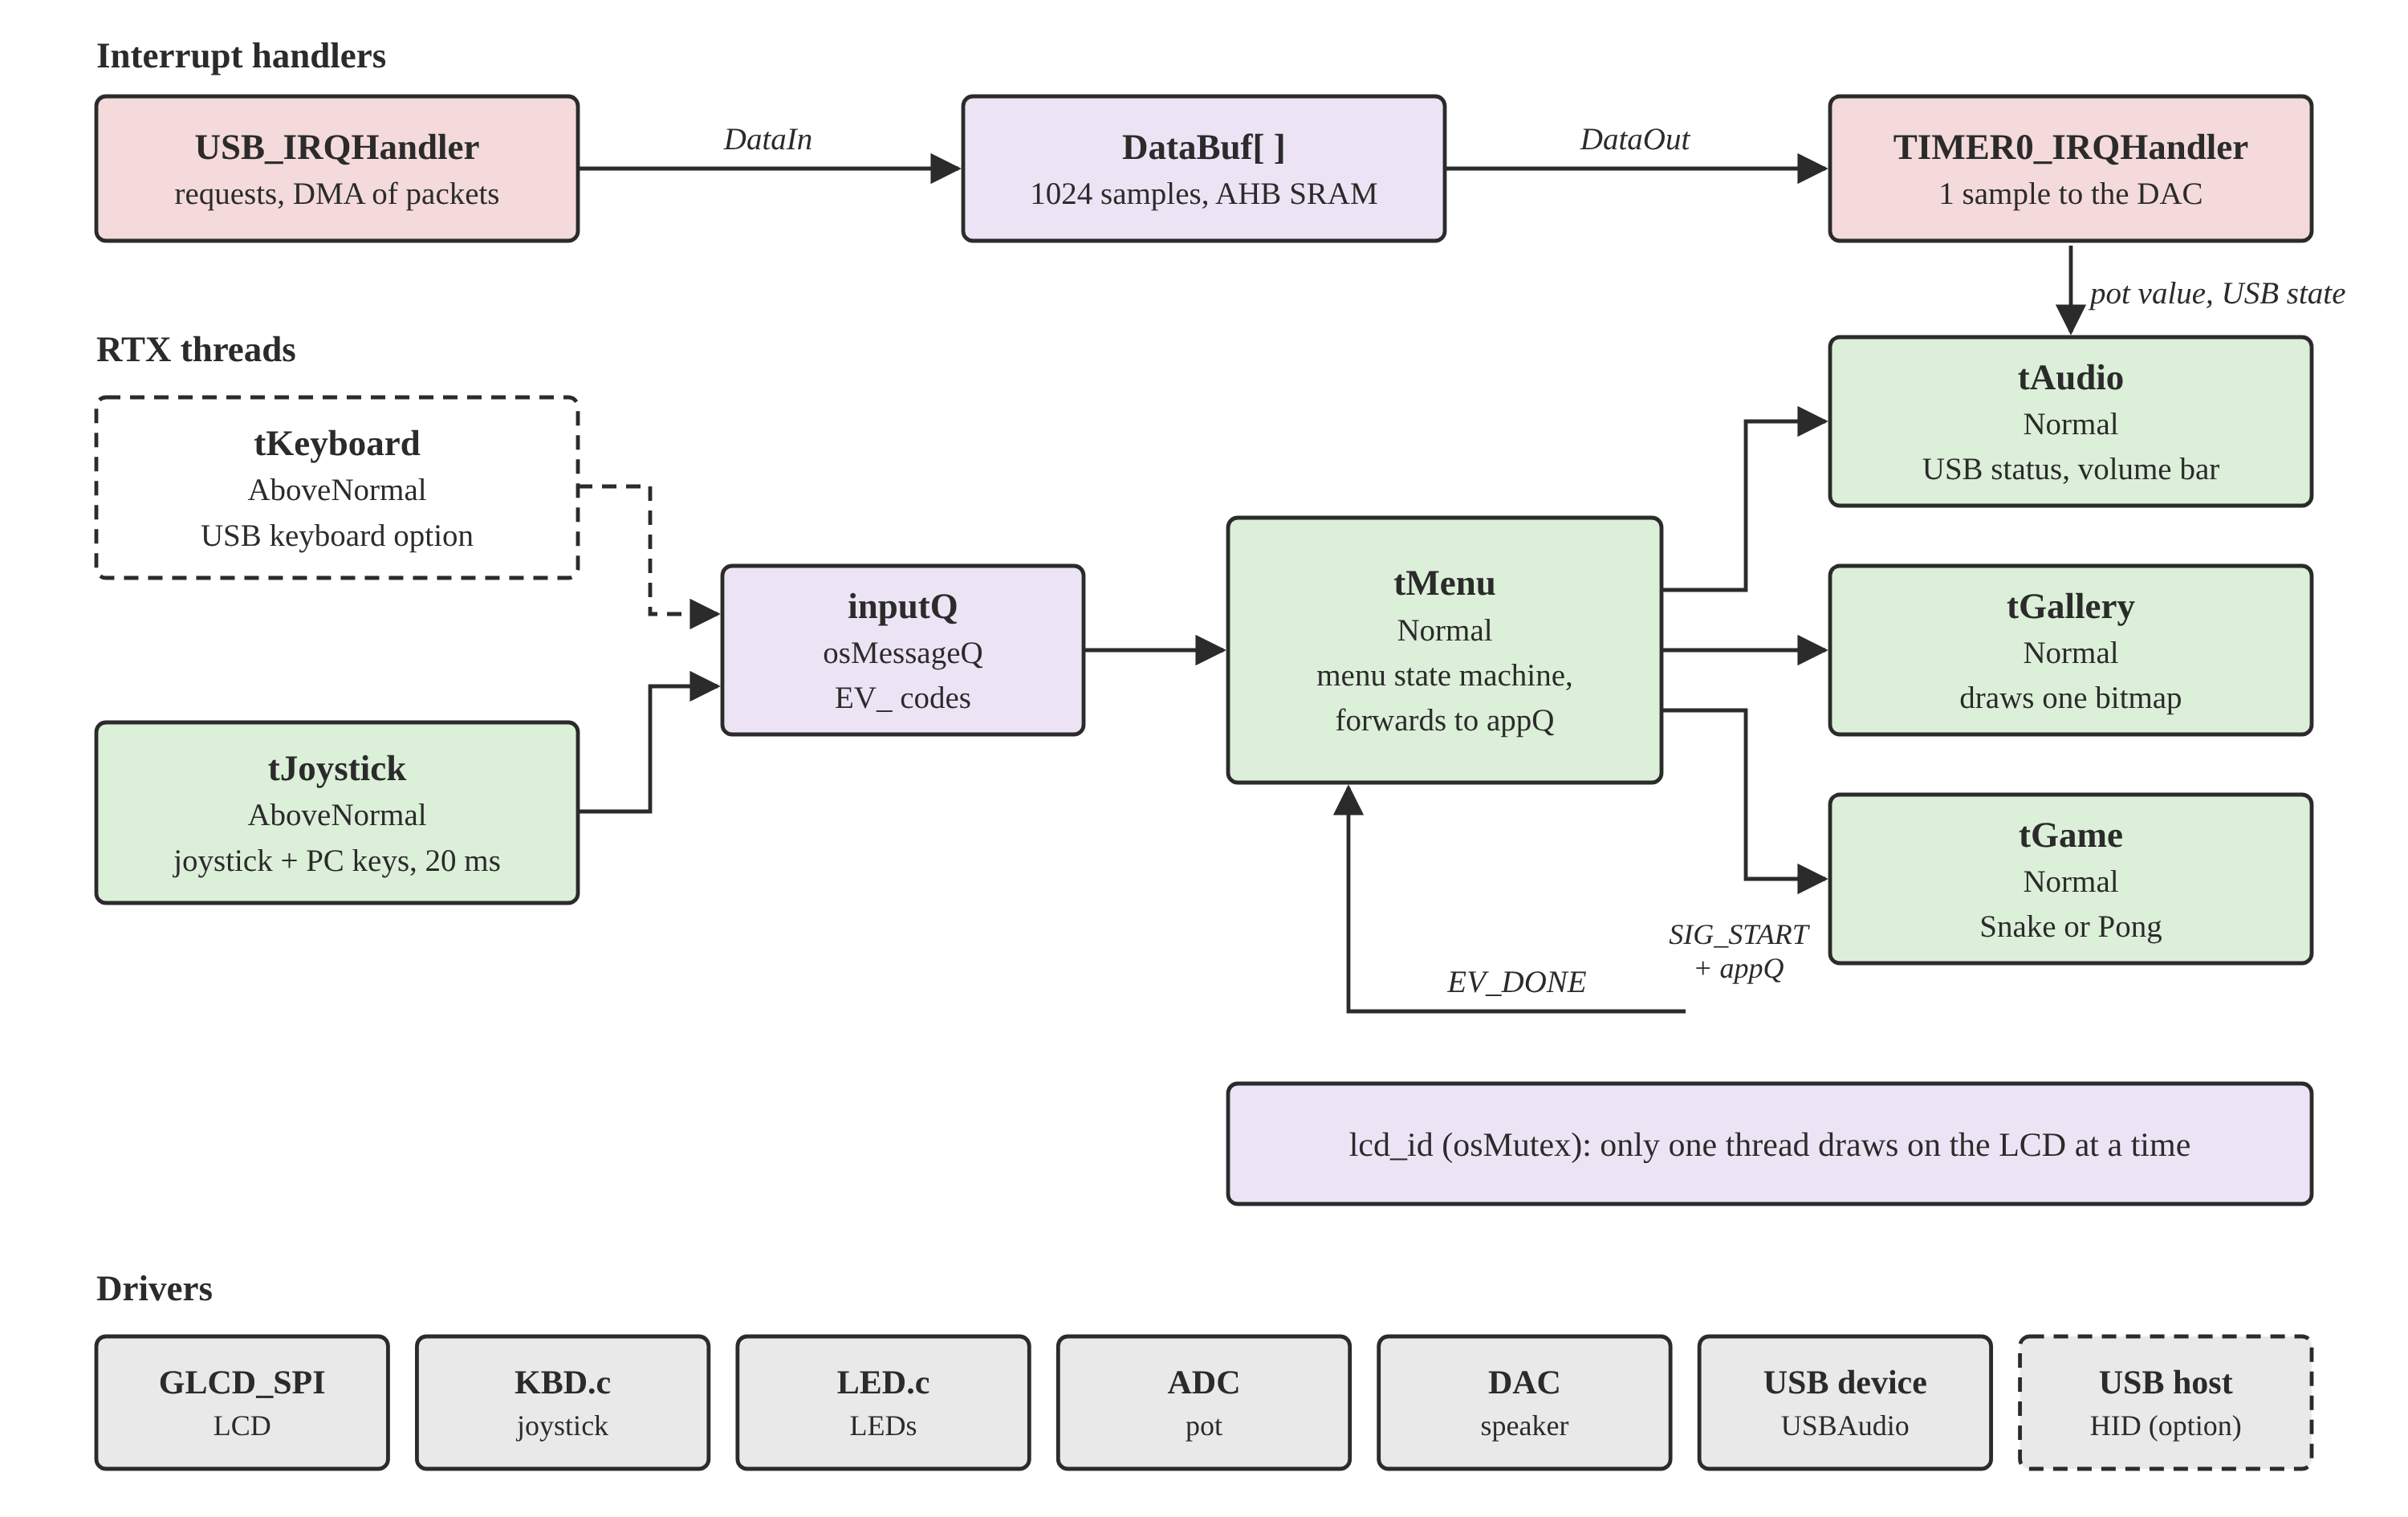 Interrupt handlers
USB_IRQHandler
requests, DMA of packets
DataIn
DataBuf[ ]
1024 samples, AHB SRAM
DataOut
TIMER0_IRQHandler
1 sample to the DAC
pot value, USB state
RTX threads
tKeyboard
AboveNormal
USB keyboard option
tJoystick
AboveNormal
joystick + PC keys, 20 ms
inputQ
osMessageQ
EV_ codes
tMenu
Normal
menu state machine,
forwards to appQ
tAudio
Normal
USB status, volume bar
tGallery
Normal
draws one bitmap
tGame
Normal
Snake or Pong
SIG_START
+ appQ
EV_DONE
lcd_id (osMutex): only one thread draws on the LCD at a time
Drivers
GLCD_SPI
LCD
KBD.c
joystick
LED.c
LEDs
ADC
pot
DAC
speaker
USB device
USBAudio
USB host
HID (option)